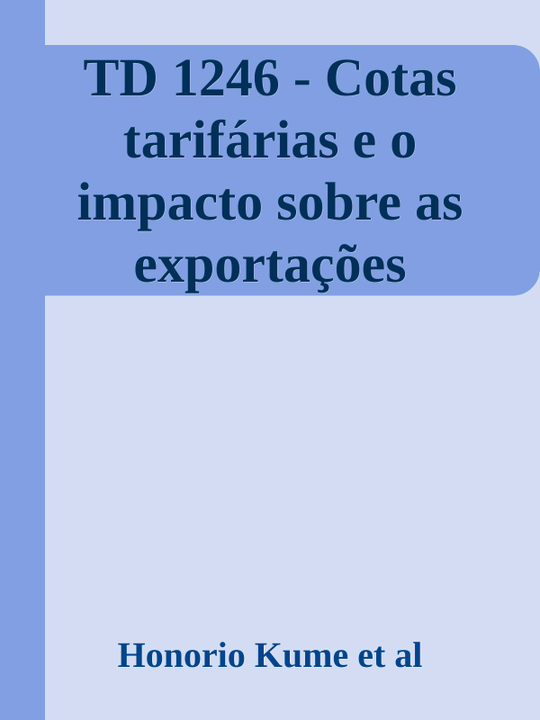 TD 1246 - Cotas
tarifárias e o
impacto sobre as
exportações
Honorio Kume et al